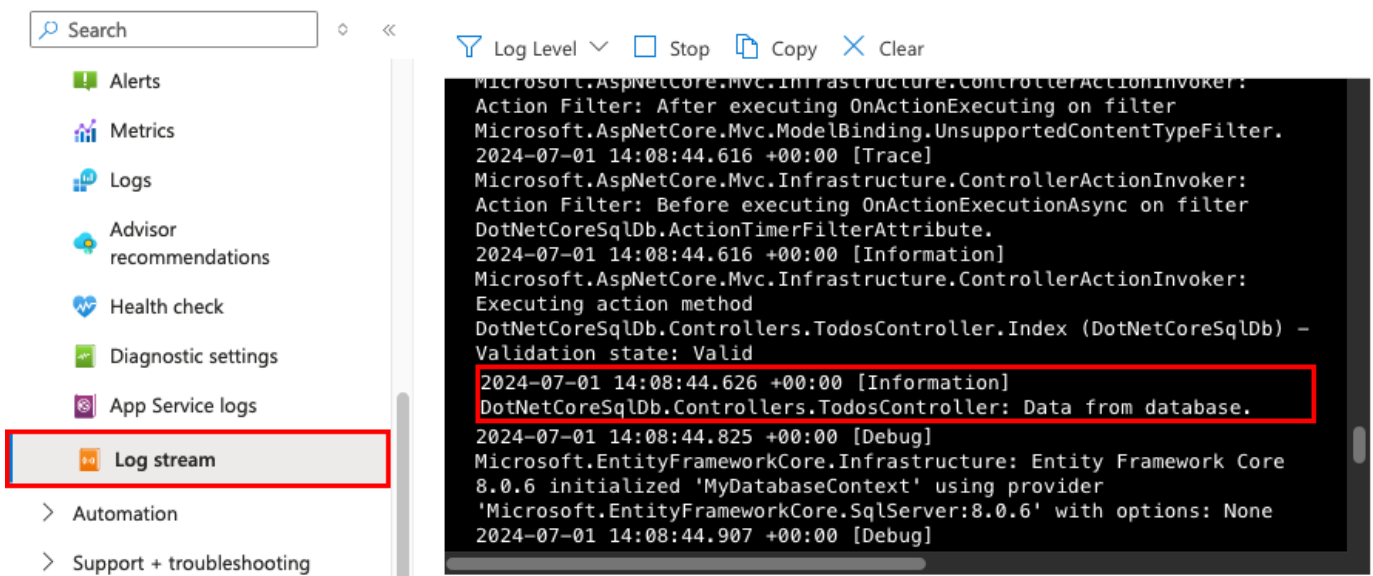 Search
Alerts
Metrics
Logs
Advisor
recommendations
Health check
Diagnostic settings
App Service logs
Log stream
Automation
Support + troubleshooting
Log Level
Stop
Copy
Clear
Microsoft.AspNetCore.Mvc.Infrastructure.ControllerActionInvoker:
Action Filter: After executing OnActionExecuting on filter
Microsoft.AspNetCore.Mvc.ModelBinding.UnsupportedContentTypeFilter.
2024-07-01 14:08:44.616 +00:00 [Trace]
Microsoft.AspNetCore.Mvc.Infrastructure.ControllerActionInvoker:
Action Filter: Before executing OnActionExecutionAsync on filter
DotNetCoreSqlDb.ActionTimerFilterAttribute.
2024-07-01 14:08:44.616 +00:00 [Information]
Microsoft.AspNetCore.Mvc.Infrastructure.ControllerActionInvoker:
Executing action method
DotNetCoreSqlDb.Controllers.TodosController.Index (DotNetCoreSqlDb) –
Validation state: Valid
2024-07-01 14:08:44.626 +00:00 [Information]
DotNetCoreSqlDb.Controllers.TodosController: Data from database.
2024-07-01 14:08:44.825 +00:00 [Debug]
Microsoft.EntityFrameworkCore.Infrastructure: Entity Framework Core
8.0.6 initialized 'MyDatabaseContext' using provider
'Microsoft.EntityFrameworkCore.SqlServer:8.0.6' with options: None
2024-07-01 14:08:44.907 +00:00 [Debug]